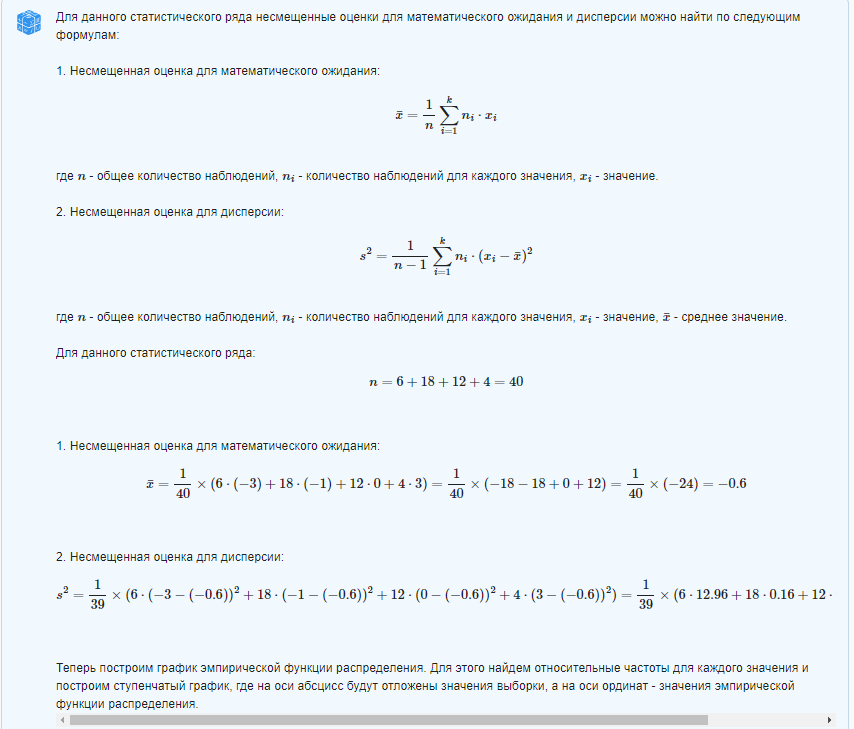 Для данного статистического ряда несмещенные оценки для математического ожидания и дисперсии можно найти по следующим
формулам:
1. Несмещенная оценка для математического ожидания:
x̄ = 1/n ∑_{i=1}^{k} n_i · x_i
где n - общее количество наблюдений, n_i - количество наблюдений для каждого значения, x_i - значение.
2. Несмещенная оценка для дисперсии:
s² = 1/(n − 1) ∑_{i=1}^{k} n_i · (x_i − x̄)²
где n - общее количество наблюдений, n_i - количество наблюдений для каждого значения, x_i - значение, x̄ - среднее значение.
Для данного статистического ряда:
n = 6 + 18 + 12 + 4 = 40
1. Несмещенная оценка для математического ожидания:
x̄ = 1/40 × (6 · (−3) + 18 · (−1) + 12 · 0 + 4 · 3) = 1/40 × (−18 − 18 + 0 + 12) = 1/40 × (−24) = −0.6
2. Несмещенная оценка для дисперсии:
s² = 1/39 × (6 · (−3 − (−0.6))² + 18 · (−1 − (−0.6))² + 12 · (0 − (−0.6))² + 4 · (3 − (−0.6))²) = 1/39 × (6 · 12.96 + 18 · 0.16 + 12 ·
Теперь построим график эмпирической функции распределения. Для этого найдем относительные частоты для каждого значения и
построим ступенчатый график, где на оси абсцисс будут отложены значения выборки, а на оси ординат - значения эмпирической
функции распределения.